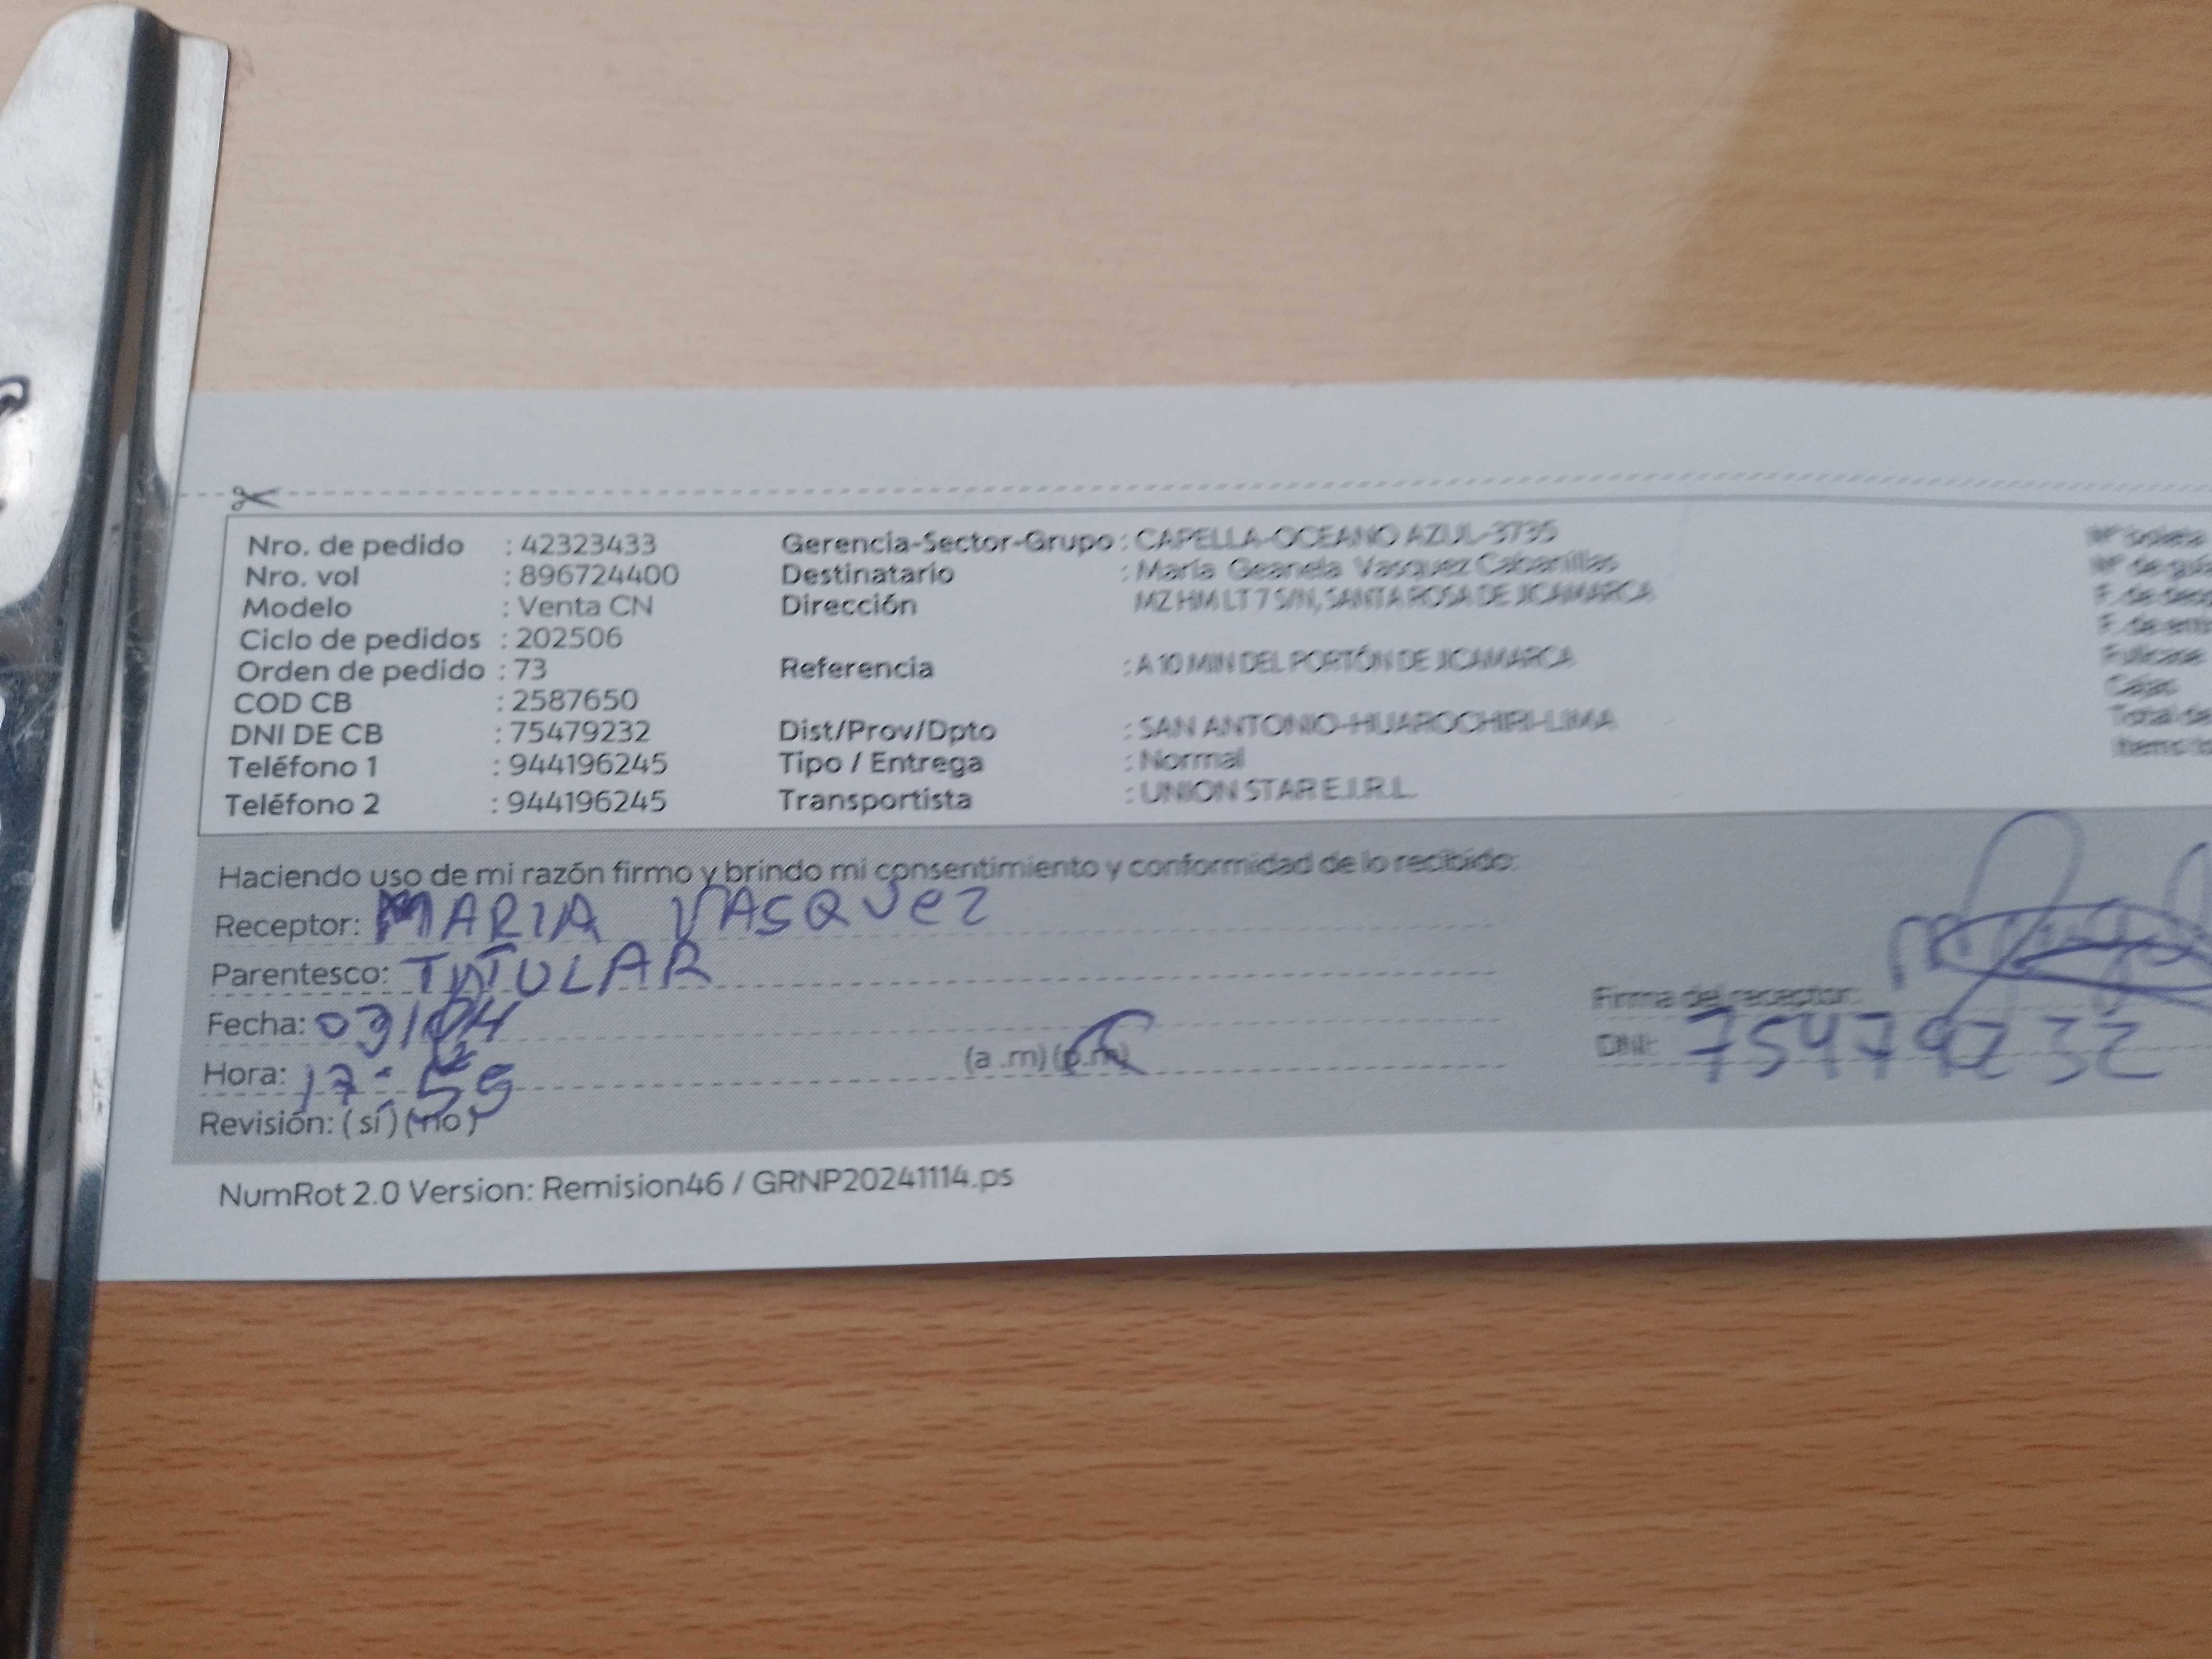 Nro. de pedido : 42323433 Gerencia-Sector-Grupo : CAPELLA-OCEANO AZUL-3735
Nro. vol : 896724400 Destinatario : María Geanela Vasquez Cabanillas
Modelo : Venta CN Dirección MZ HM LT 7 S/N, SANTA ROSA DE JICAMARCA
Ciclo de pedidos : 202506
Orden de pedido : 73 Referencia : A 10 MIN DEL PORTÓN DE JICAMARCA
COD CB : 2587650
DNI DE CB : 75479232 Dist/Prov/Dpto : SAN ANTONIO-HUAROCHIRI-LIMA
Teléfono 1 : 944196245 Tipo / Entrega : Normal
Teléfono 2 : 944196245 Transportista : UNION STAR E.I.R.L.
Haciendo uso de mi razón firmo y brindo mi consentimiento y conformidad de lo recibido:
Receptor: MARIA VASQUEZ
Parentesco: TITULAR
Fecha: 03/04 Firma del receptor:
Hora: 17:59 (a .m) (p.m) DNI: 75479232
Revisión: ( sí ) ( no )
NumRot 2.0 Version: Remision46 / GRNP20241114.ps